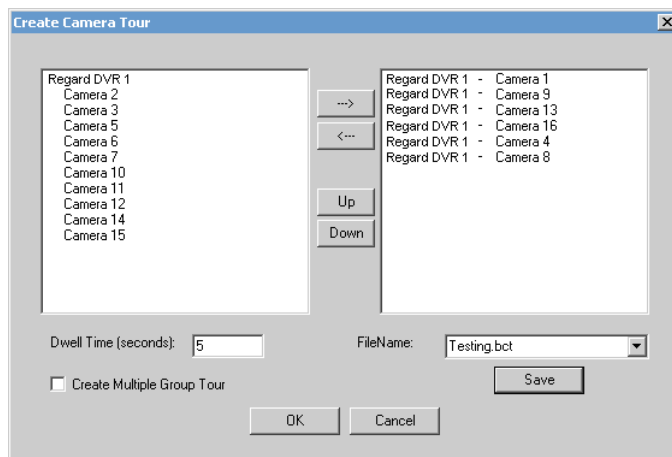 Create Camera Tour
Regard DVR 1
Camera 2
Camera 3
Camera 5
Camera 6
Camera 7
Camera 10
Camera 11
Camera 12
Camera 14
Camera 15
--->
<---
Up
Down
Regard DVR 1 - Camera 1
Regard DVR 1 - Camera 9
Regard DVR 1 - Camera 13
Regard DVR 1 - Camera 16
Regard DVR 1 - Camera 4
Regard DVR 1 - Camera 8
Dwell Time (seconds): 5
FileName: Testing.bct
Create Multiple Group Tour
Save
OK
Cancel